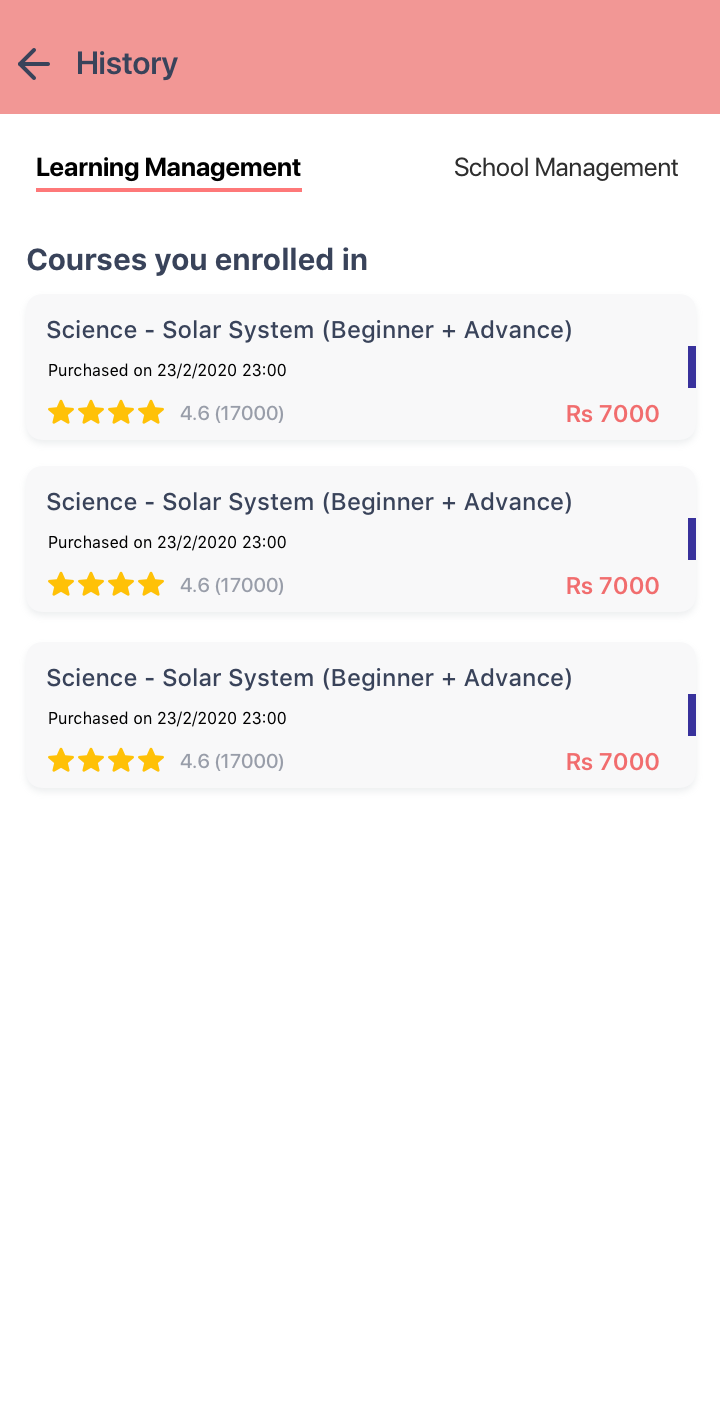 History
Learning Management
School Management
Courses you enrolled in
Science - Solar System (Beginner + Advance)
Purchased on 23/2/2020 23:00
4.6 (17000)
Rs 7000
Science - Solar System (Beginner + Advance)
Purchased on 23/2/2020 23:00
4.6 (17000)
Rs 7000
Science - Solar System (Beginner + Advance)
Purchased on 23/2/2020 23:00
4.6 (17000)
Rs 7000